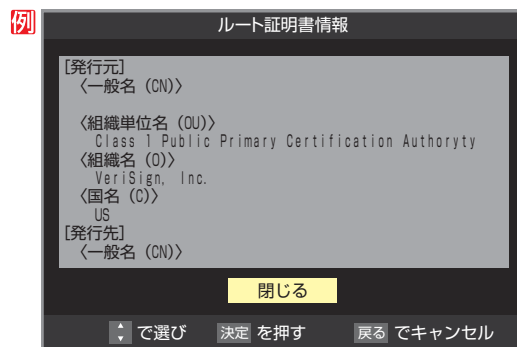 例
ルート証明書情報
[発行元]
〈一般名（CN）〉
〈組織単位名（OU）〉
Class 1 Public Primary Certification Authoryty
〈組織名（O）〉
VeriSign, Inc.
〈国名（C）〉
US
[発行先]
〈一般名（CN）〉
閉じる
で選び 決定 を押す 戻る でキャンセル